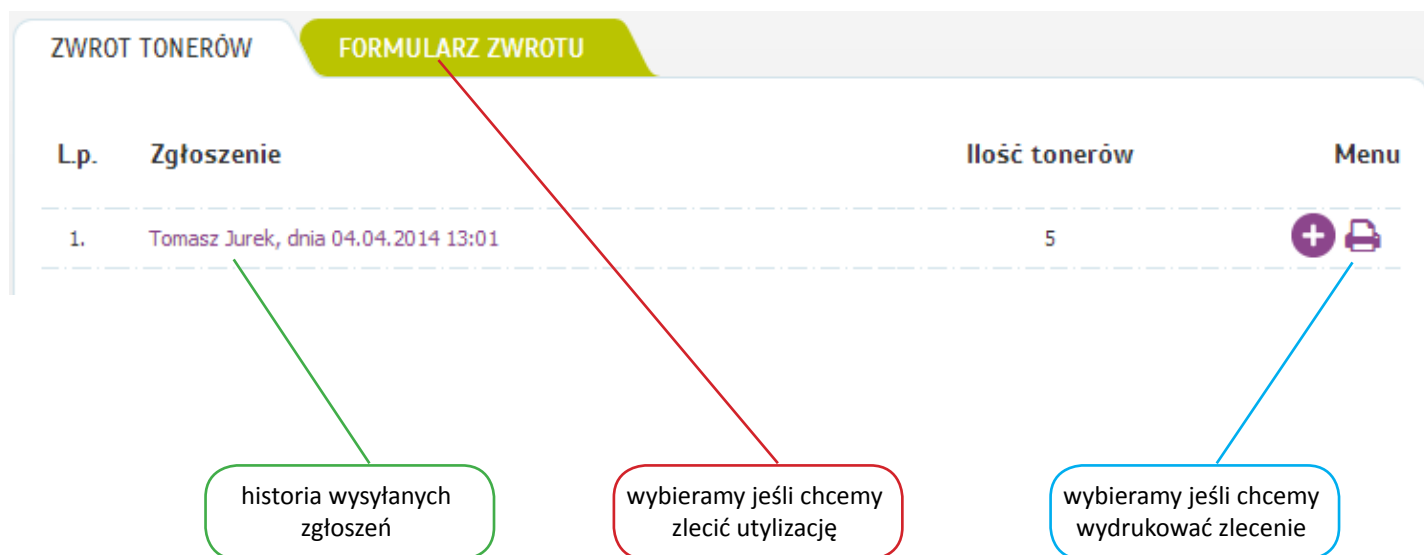 ZWROT TONERÓW FORMULARZ ZWROTU
L.p. Zgłoszenie Ilość tonerów Menu
1. Tomasz Jurek, dnia 04.04.2014 13:01 5
historia wysyłanych
zgłoszeń
wybieramy jeśli chcemy
zlecić utylizację
wybieramy jeśli chcemy
wydrukować zlecenie